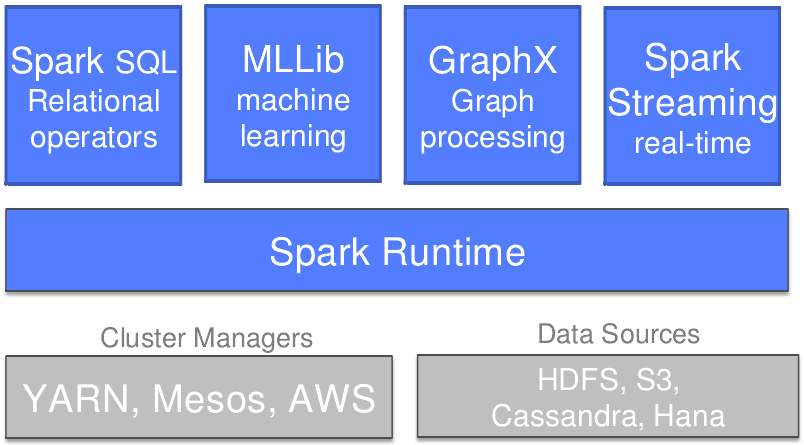 Spark SQL
Relational
operators
MLLib
machine
learning
GraphX
Graph
processing
Spark
Streaming
real-time
Spark Runtime
Cluster Managers
YARN, Mesos, AWS
Data Sources
HDFS, S3,
Cassandra, Hana